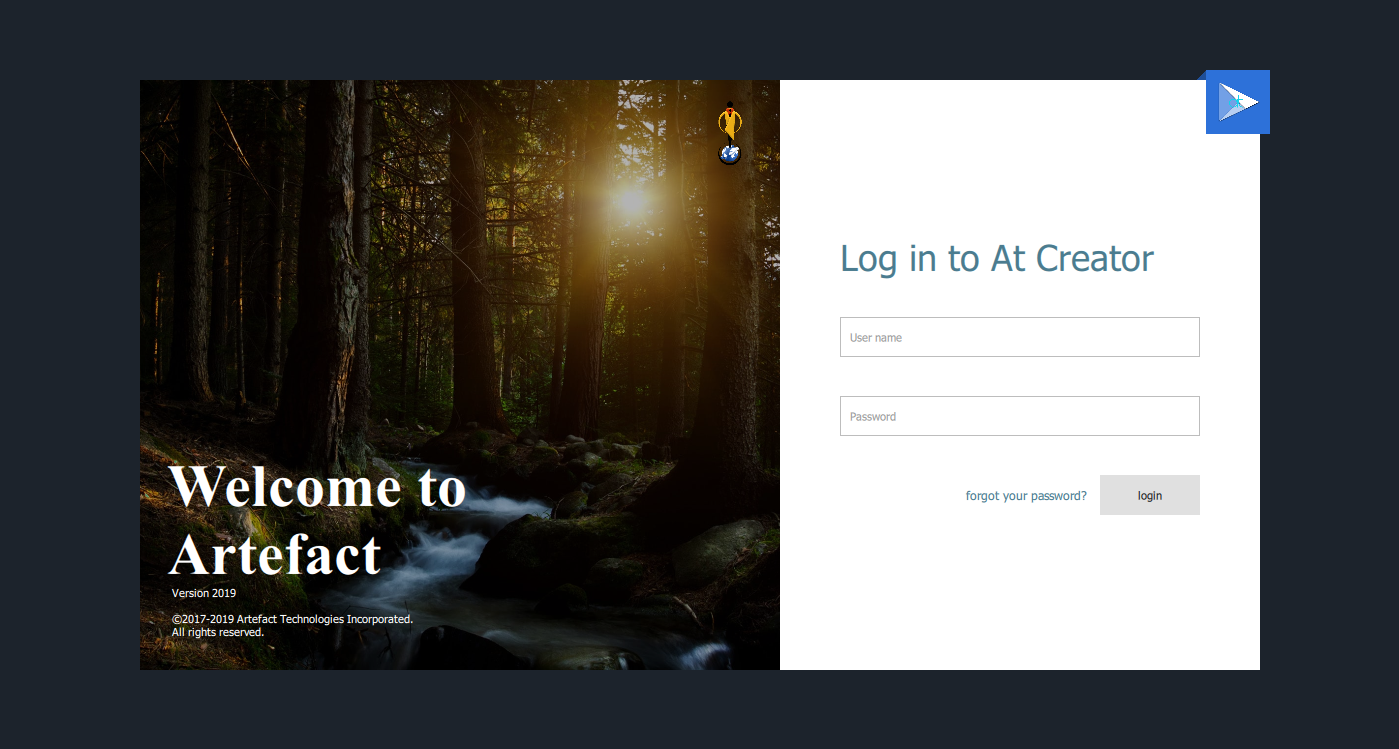 Welcome to
Artefact
Version 2019
©2017-2019 Artefact Technologies Incorporated.
All rights reserved.
Log in to At Creator
User name
Password
forgot your password?
login